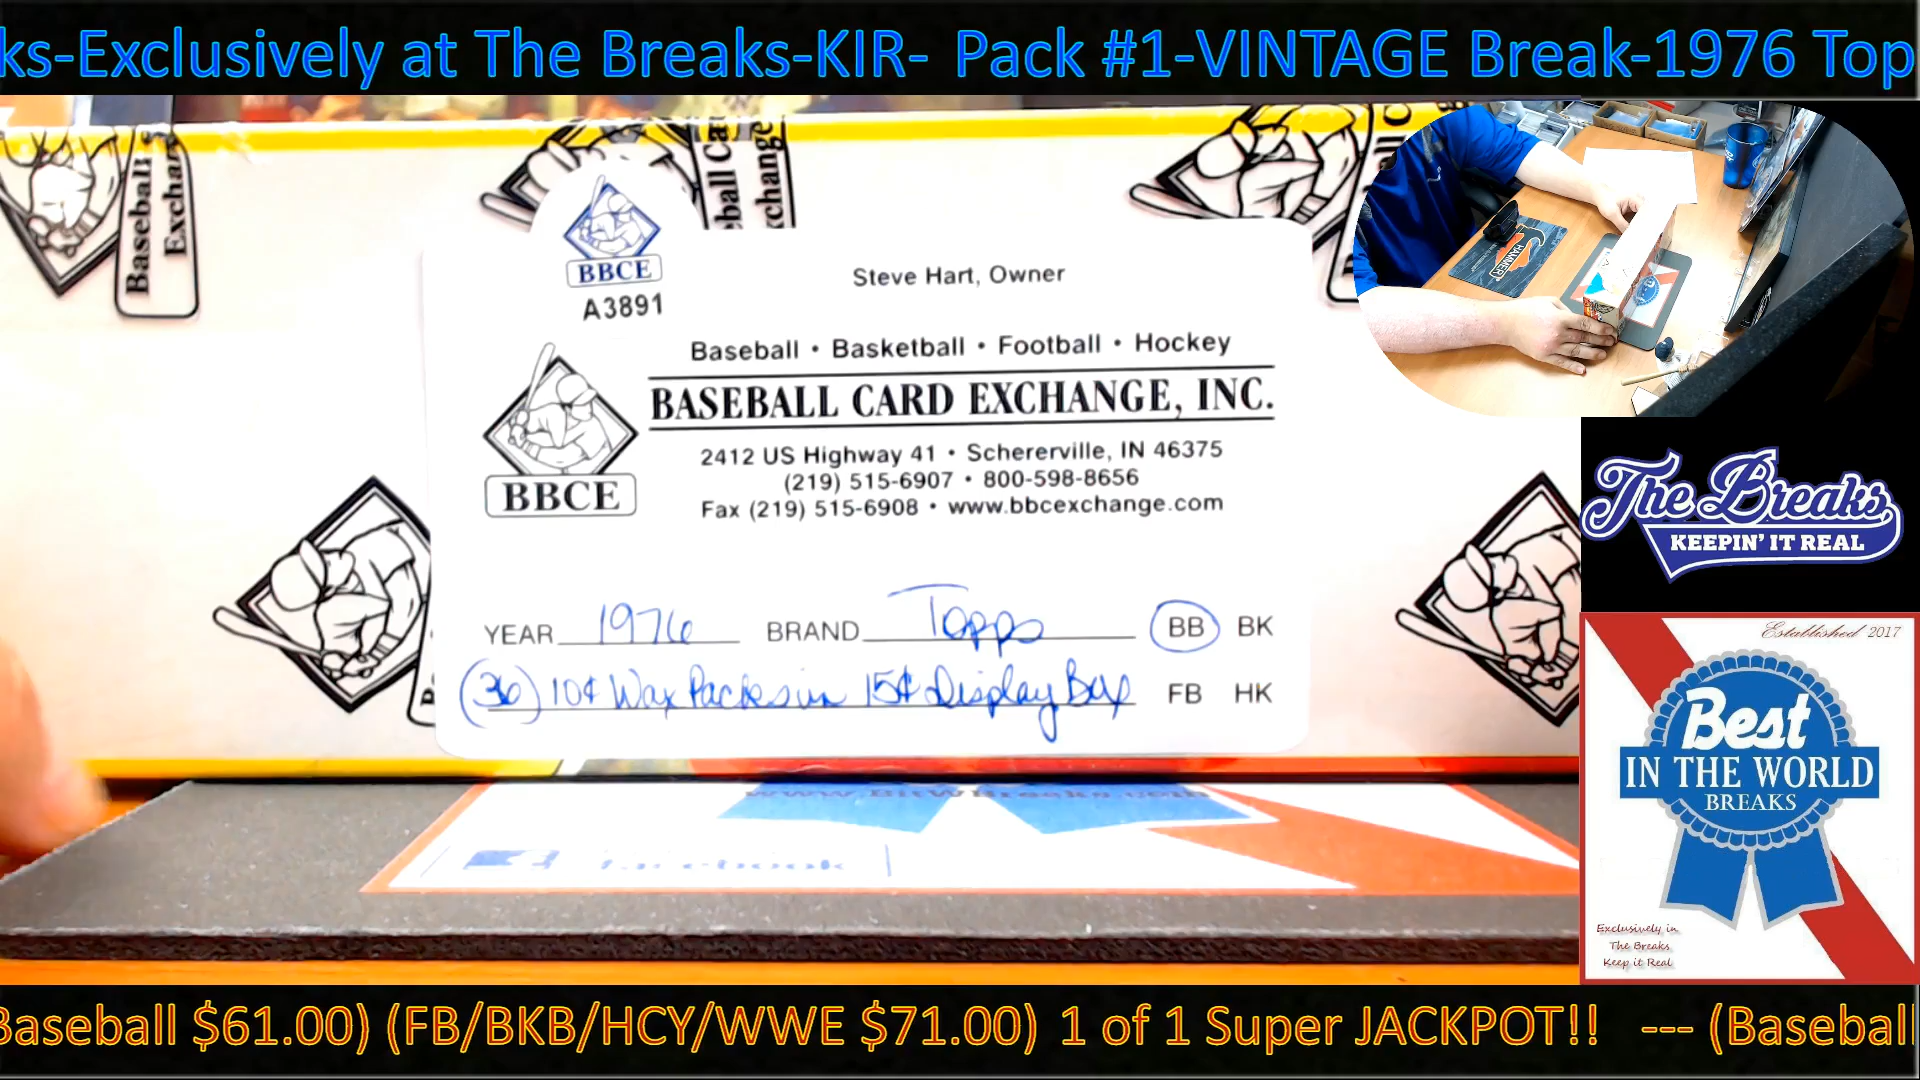 ks-Exclusively at The Breaks-KIR- Pack #1-VINTAGE Break-1976 Top
Baseball
Exchan
ball Ca
xchange
BBCE
A3891
Steve Hart, Owner
Baseball • Basketball • Football • Hockey
BASEBALL CARD EXCHANGE, INC.
2412 US Highway 41 • Schererville, IN 46375
(219) 515-6907 • 800-598-8656
Fax (219) 515-6908 • www.bbcexchange.com
BBCE
YEAR 1976 BRAND Topps BB BK
(36) 10¢ Wax Packs in 15¢ Display Box FB HK
HAMMER
The Breaks
KEEPIN' IT REAL
Established 2017
Best
IN THE WORLD
BREAKS
Exclusively in
The Breaks
Keep it Real
www.BitWBreaks.com
facebook
Baseball $61.00) (FB/BKB/HCY/WWE $71.00) 1 of 1 Super JACKPOT!! --- (Baseball